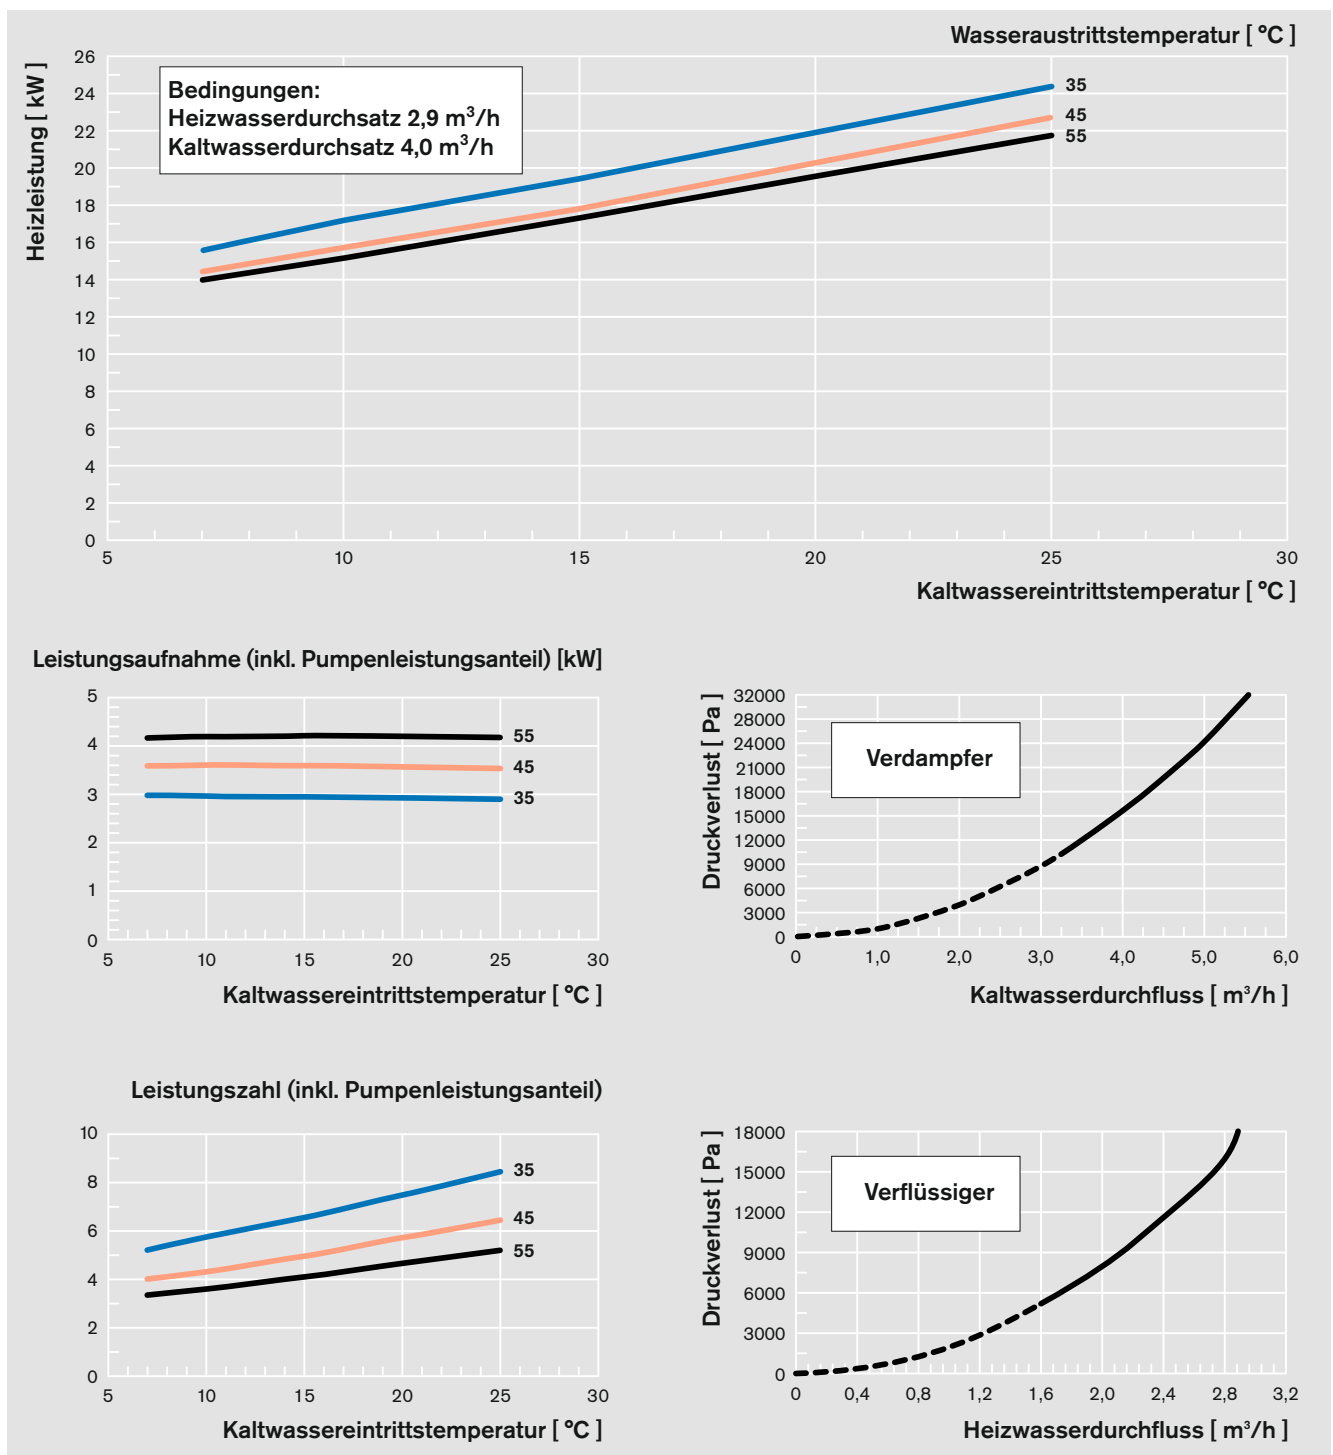 Wasseraustrittstemperatur [ °C ]
Heizleistung [ kW ]
26
24
22
20
18
16
14
12
10
8
6
4
2
0
Bedingungen:
Heizwasserdurchsatz 2,9 m³/h
Kaltwasserdurchsatz 4,0 m³/h
35
45
55
5 10 15 20 25 30
Kaltwassereintrittstemperatur [ °C ]
Leistungsaufnahme (inkl. Pumpenleistungsanteil) [kW]
5
4
3
2
1
0
55
45
35
5 10 15 20 25 30
Kaltwassereintrittstemperatur [ °C ]
Druckverlust [ Pa ]
32000
28000
24000
21000
18000
15000
12000
9000
6000
3000
0
Verdampfer
0 1,0 2,0 3,0 4,0 5,0 6,0
Kaltwasserdurchfluss [ m³/h ]
Leistungszahl (inkl. Pumpenleistungsanteil)
10
8
6
4
2
0
35
45
55
5 10 15 20 25 30
Kaltwassereintrittstemperatur [ °C ]
Druckverlust [ Pa ]
18000
15000
12000
9000
6000
3000
0
Verflüssiger
0 0,4 0,8 1,2 1,6 2,0 2,4 2,8 3,2
Heizwasserdurchfluss [ m³/h ]